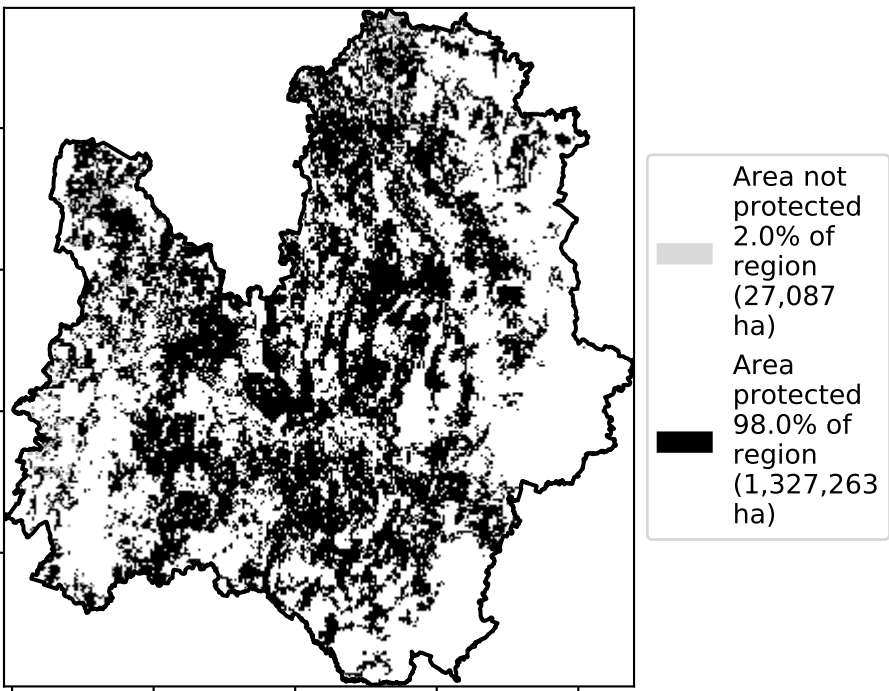 Area not
protected
2.0% of
region
(27,087
ha)
Area
protected
98.0% of
region
(1,327,263
ha)